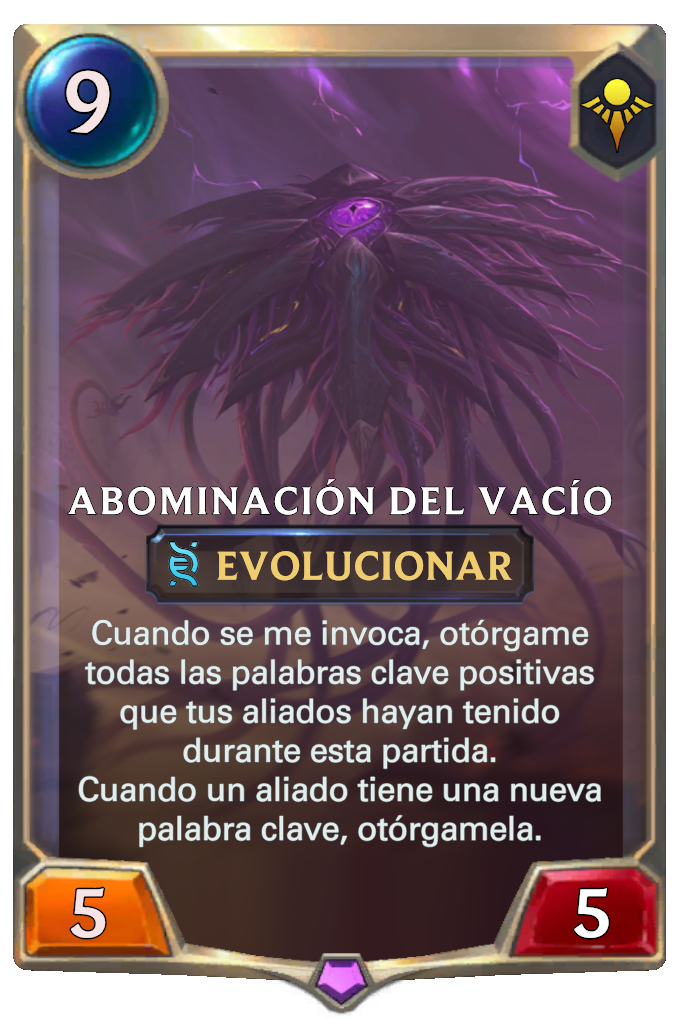 9
ABOMINACIÓN DEL VACÍO
EVOLUCIONAR
Cuando se me invoca, otórgame
todas las palabras clave positivas
que tus aliados hayan tenido
durante esta partida.
Cuando un aliado tiene una nueva
palabra clave, otórgamela.
5
5